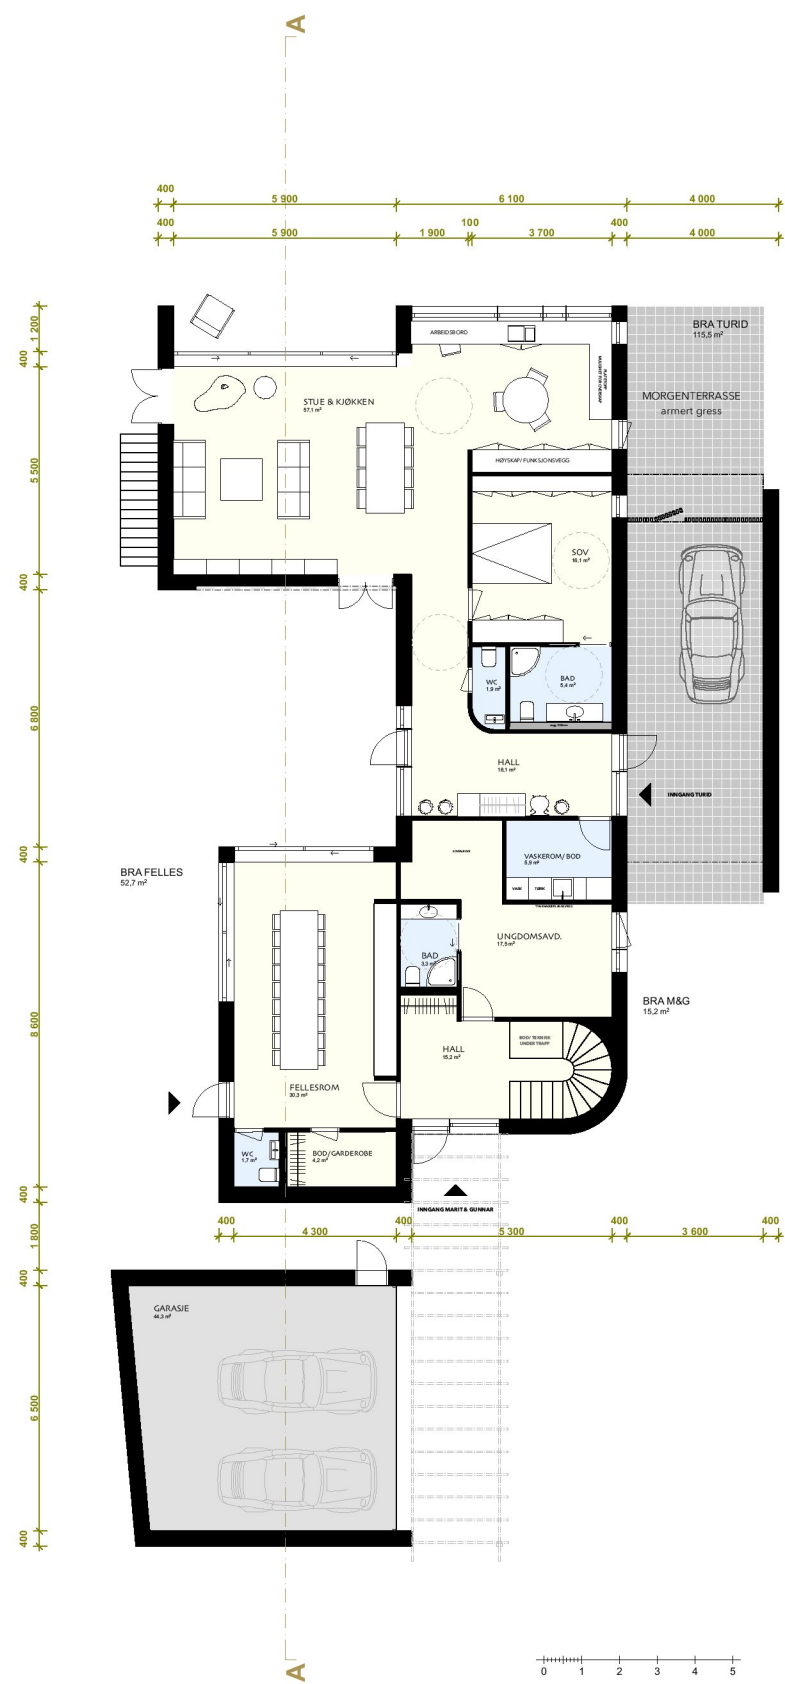 A
400
5 900
6 100
4 000
400
5 900
1 900
100
3 700
400
4 000
1 200
400
5 500
400
6 800
400
8 600
400
1 800
400
6 500
400
ARBEIDSBORD
BRA TURID
115,5 m²
MORGENTERRASSE
armert gress
STUE & KJØKKEN
57,1 m²
HØYSKAP/ FUNKSJONSVEGG
SOV
16,1 m²
WC
1,9 m²
BAD
5,4 m²
HALL
18,1 m²
INNGANG TURID
BRA FELLES
52,7 m²
VASKEROM/ BOD
5,9 m²
VASK
TØRK
UNGDOMSAVD.
17,5 m²
BAD
3,3 m²
BRA M&G
15,2 m²
BOD/ TEKNISK
UNDER TRAPP
HALL
15,2 m²
FELLESROM
30,3 m²
WC
1,7 m²
BOD/GARDEROBE
4,2 m²
INNGANG MARIT & GUNNAR
400
4 300
400
5 300
400
3 600
400
GARASJE
44,3 m²
A
0 1 2 3 4 5